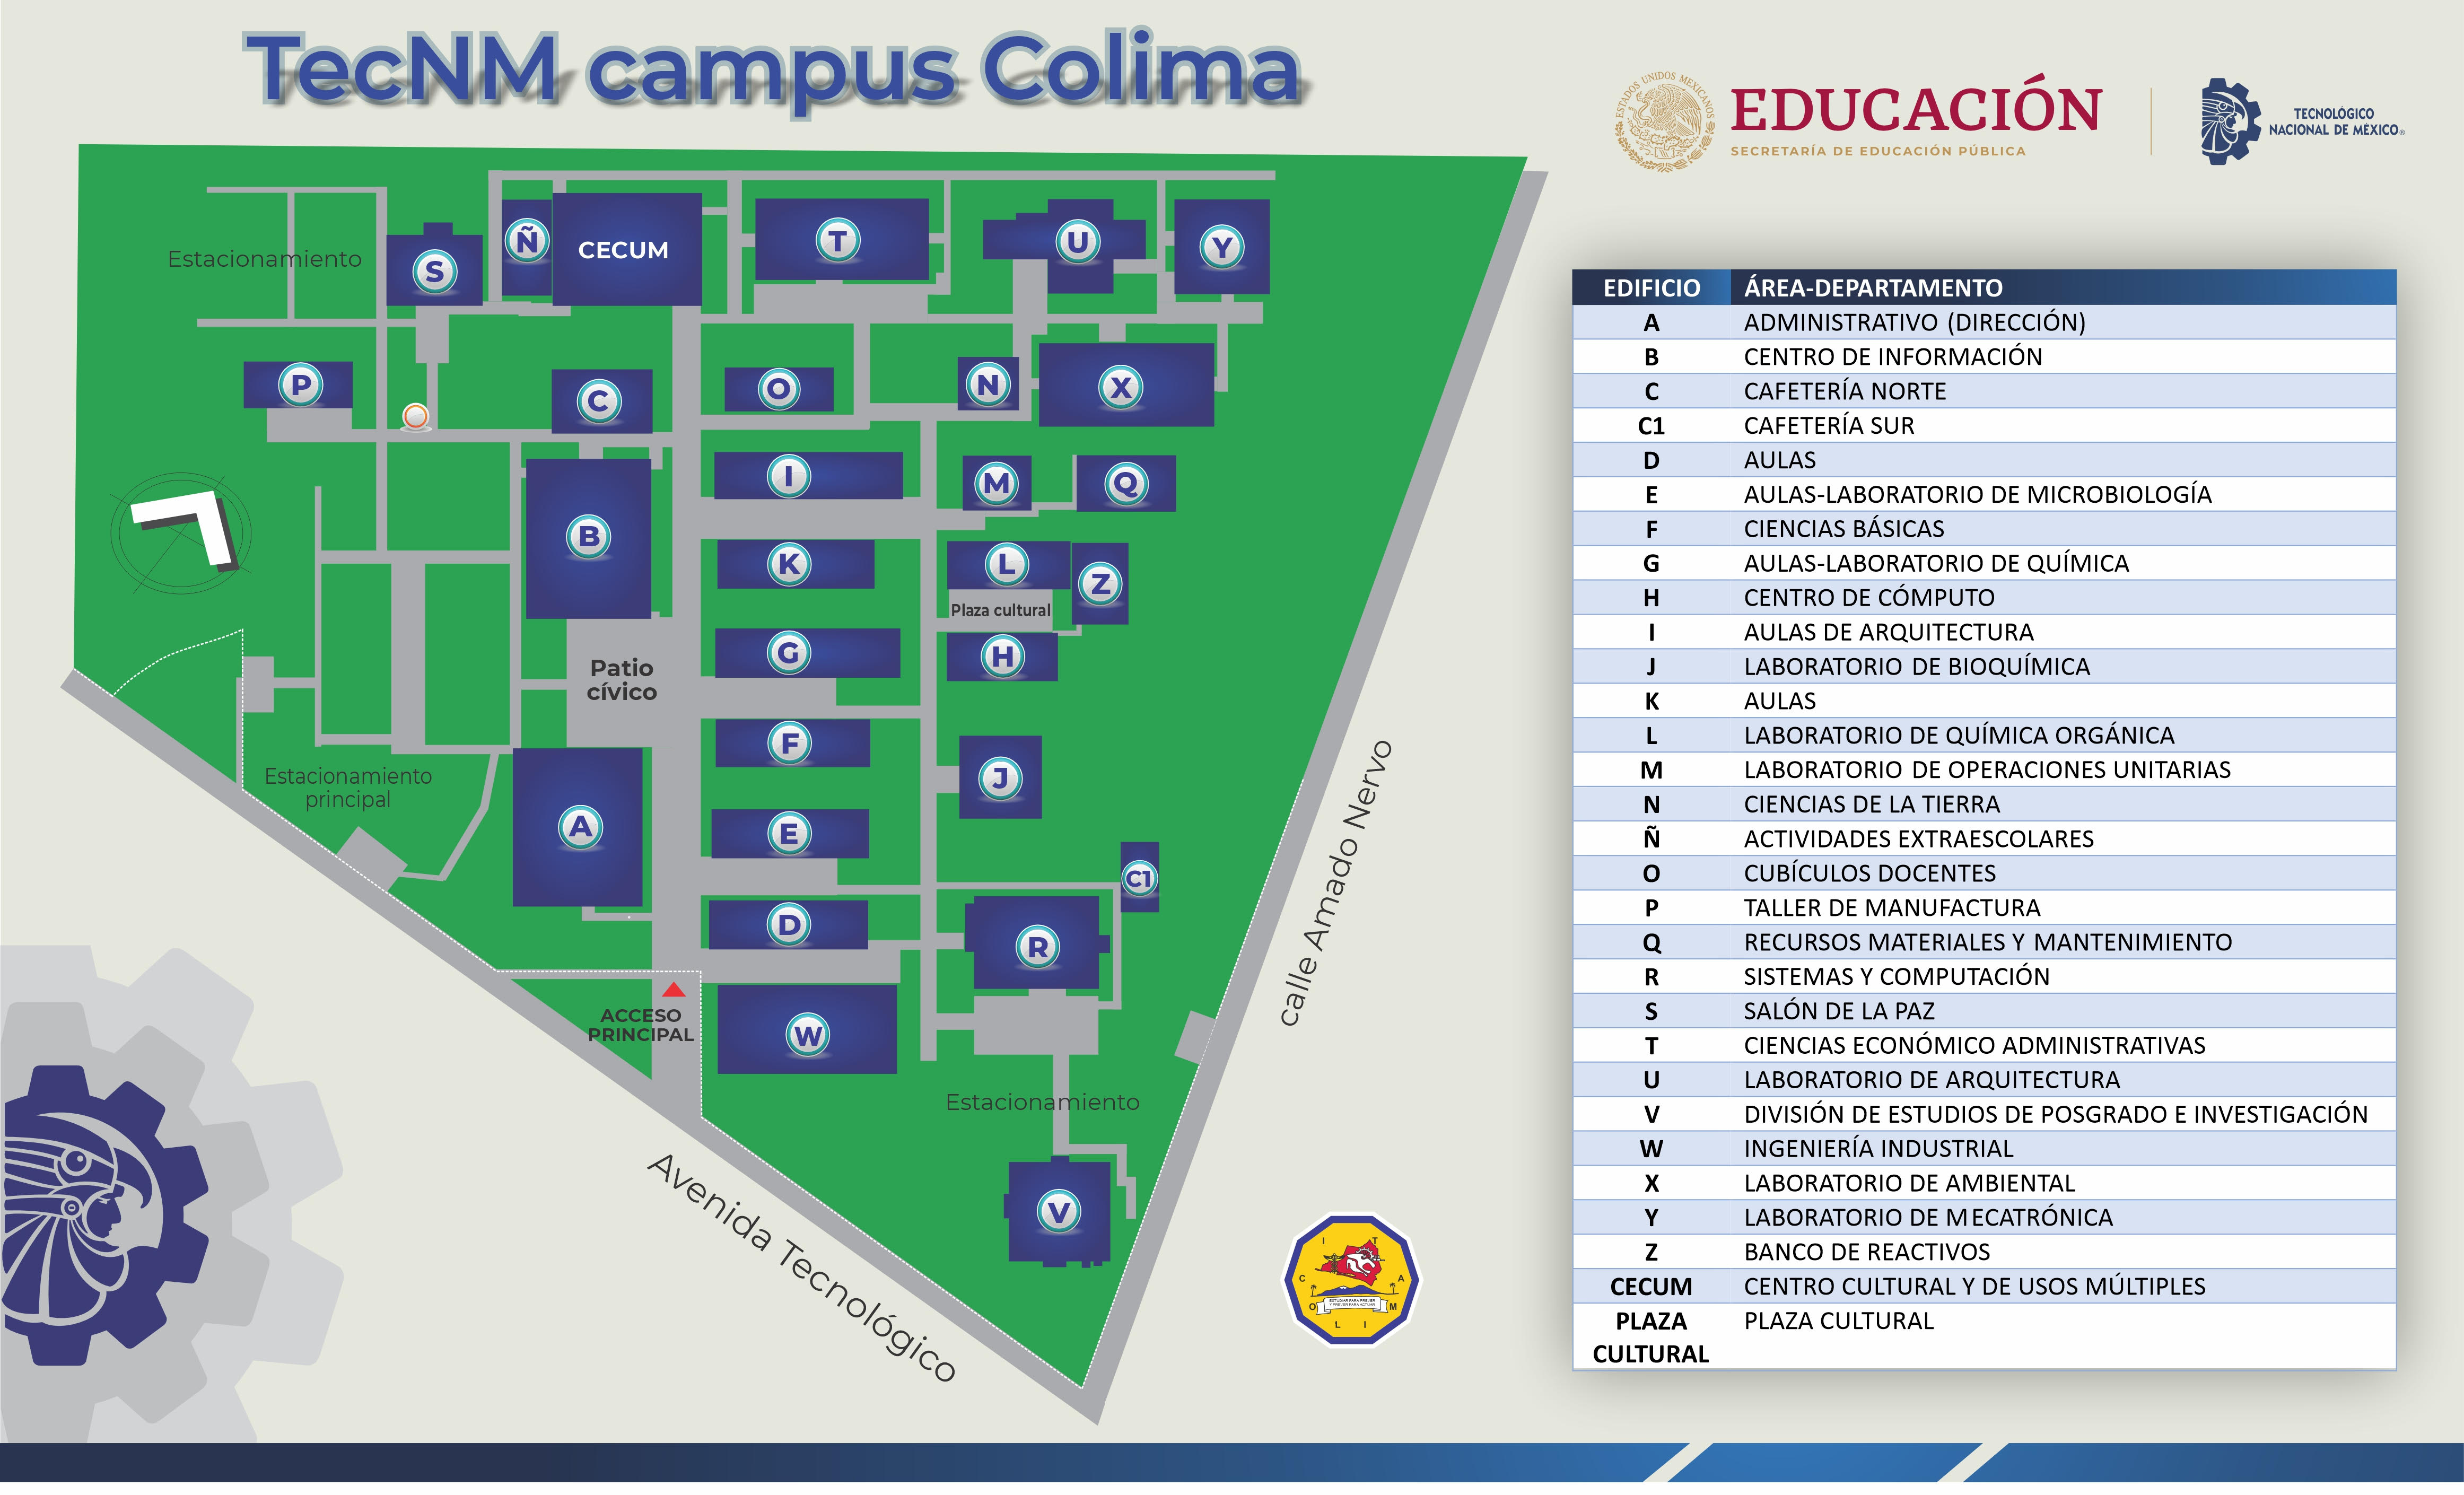 TecNM campus Colima
ESTADOS UNIDOS MEXICANOS
EDUCACIÓN
SECRETARÍA DE EDUCACIÓN PÚBLICA
TECNOLÓGICO
NACIONAL DE MÉXICO®
Estacionamiento
S
Ñ
CECUM
T
U
Y
P
C
O
N
X
I
M
Q
B
K
L
Z
Plaza cultural
G
H
Patio
cívico
F
J
Estacionamiento
principal
A
E
C1
D
R
ACCESO
PRINCIPAL
W
Estacionamiento
V
calle Amado Nervo
Avenida Tecnológico
I T
C A
ESTUDIAR PARA PREVER
Y PREVER PARA ACTUAR
O M
L I
EDIFICIO ÁREA-DEPARTAMENTO
A ADMINISTRATIVO (DIRECCIÓN)
B CENTRO DE INFORMACIÓN
C CAFETERÍA NORTE
C1 CAFETERÍA SUR
D AULAS
E AULAS-LABORATORIO DE MICROBIOLOGÍA
F CIENCIAS BÁSICAS
G AULAS-LABORATORIO DE QUÍMICA
H CENTRO DE CÓMPUTO
I AULAS DE ARQUITECTURA
J LABORATORIO DE BIOQUÍMICA
K AULAS
L LABORATORIO DE QUÍMICA ORGÁNICA
M LABORATORIO DE OPERACIONES UNITARIAS
N CIENCIAS DE LA TIERRA
Ñ ACTIVIDADES EXTRAESCOLARES
O CUBÍCULOS DOCENTES
P TALLER DE MANUFACTURA
Q RECURSOS MATERIALES Y MANTENIMIENTO
R SISTEMAS Y COMPUTACIÓN
S SALÓN DE LA PAZ
T CIENCIAS ECONÓMICO ADMINISTRATIVAS
U LABORATORIO DE ARQUITECTURA
V DIVISIÓN DE ESTUDIOS DE POSGRADO E INVESTIGACIÓN
W INGENIERÍA INDUSTRIAL
X LABORATORIO DE AMBIENTAL
Y LABORATORIO DE MECATRÓNICA
Z BANCO DE REACTIVOS
CECUM CENTRO CULTURAL Y DE USOS MÚLTIPLES
PLAZA PLAZA CULTURAL
CULTURAL